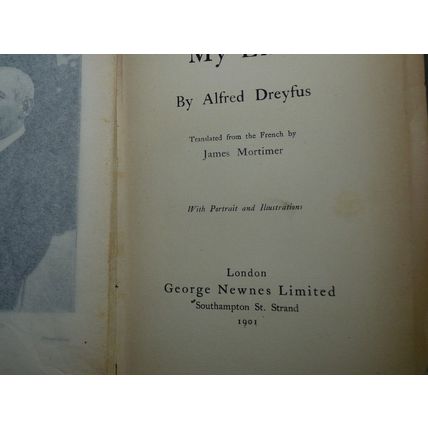 My
By Alfred Dreyfus
Translated from the French by
James Mortimer
With Portrait and Illustrations
London
George Newnes Limited
Southampton St. Strand
1901